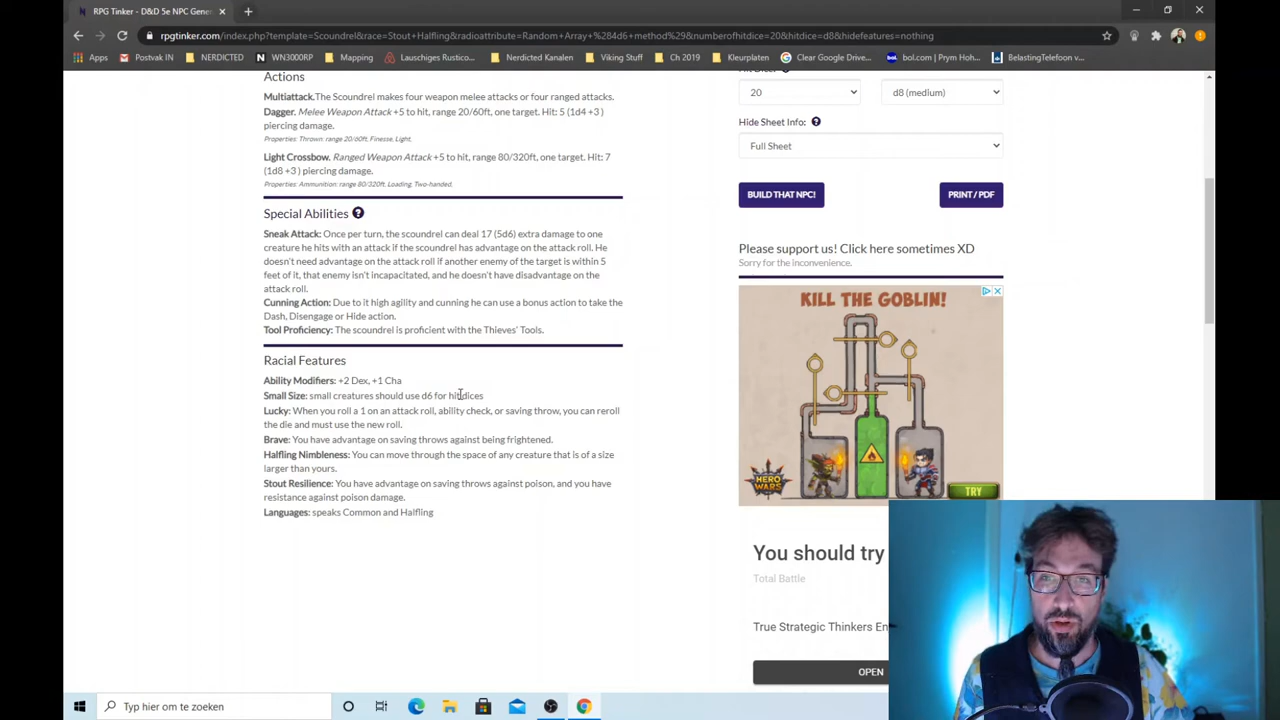 RPG Tinker - D&D 5e NPC Gener
rpgtinker.com/index.php?template=Scoundrel&race=Stout+Halfling&radioattribute=Random+Array+%284d6+method%29&numberofhitdice=20&hitdice=d8&hidefeatures=nothing
Apps Postvak IN NERDICTED WN3000RP Mapping Lauschiges Rustico... Nerdicted Kanalen Viking Stuff Ch 2019 Kleurplaten Clear Google Drive... bol.com | Prym Hoh... BelastingTelefoon v...
Actions
Multiattack.The Scoundrel makes four weapon melee attacks or four ranged attacks.
Dagger. Melee Weapon Attack +5 to hit, range 20/60ft, one target. Hit: 5 (1d4 +3 )
piercing damage.
Properties: Thrown: range 20/60ft, Finesse, Light.
Light Crossbow. Ranged Weapon Attack +5 to hit, range 80/320ft, one target. Hit: 7
(1d8 +3 ) piercing damage.
Properties: Ammunition: range 80/320ft. Loading. Two-handed.
Special Abilities
Sneak Attack: Once per turn, the scoundrel can deal 17 (5d6) extra damage to one
creature he hits with an attack if the scoundrel has advantage on the attack roll. He
doesn't need advantage on the attack roll if another enemy of the target is within 5
feet of it, that enemy isn't incapacitated, and he doesn't have disadvantage on the
attack roll.
Cunning Action: Due to it high agility and cunning he can use a bonus action to take the
Dash, Disengage or Hide action.
Tool Proficiency: The scoundrel is proficient with the Thieves' Tools.
Racial Features
Ability Modifiers: +2 Dex, +1 Cha
Small Size: small creatures should use d6 for hitdices
Lucky: When you roll a 1 on an attack roll, ability check, or saving throw, you can reroll
the die and must use the new roll.
Brave: You have advantage on saving throws against being frightened.
Halfling Nimbleness: You can move through the space of any creature that is of a size
larger than yours.
Stout Resilience: You have advantage on saving throws against poison, and you have
resistance against poison damage.
Languages: speaks Common and Halfling
20 d8 (medium)
Hide Sheet Info:
Full Sheet
BUILD THAT NPC! PRINT / PDF
Please support us! Click here sometimes XD
Sorry for the inconvenience.
KILL THE GOBLIN!
HERO
WARS
TRY
You should try
Total Battle
True Strategic Thinkers En
OPEN
Typ hier om te zoeken